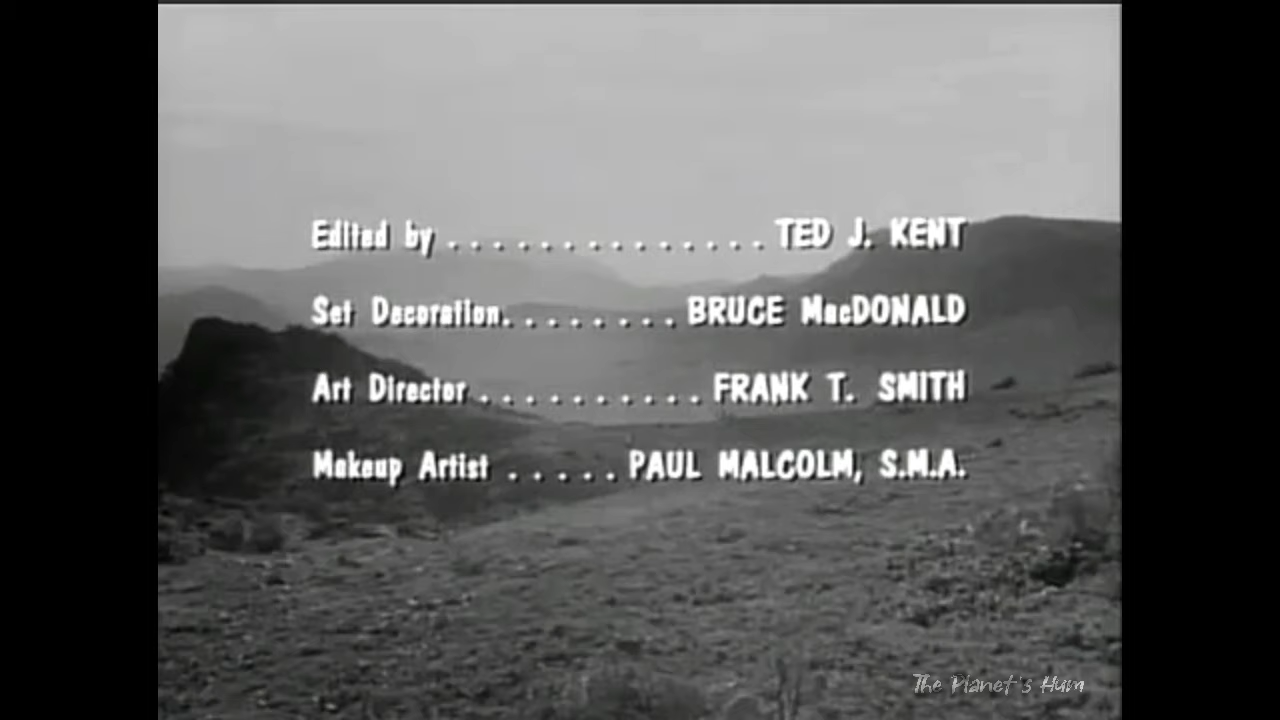 Edited by . . . . . . . . . . . . . . TED J. KENT
Set Decoration. . . . . . . . BRUCE MacDONALD
Art Director . . . . . . . . . . FRANK T. SMITH
Makeup Artist . . . . . PAUL MALCOLM, S.M.A.
The Planet's Hum